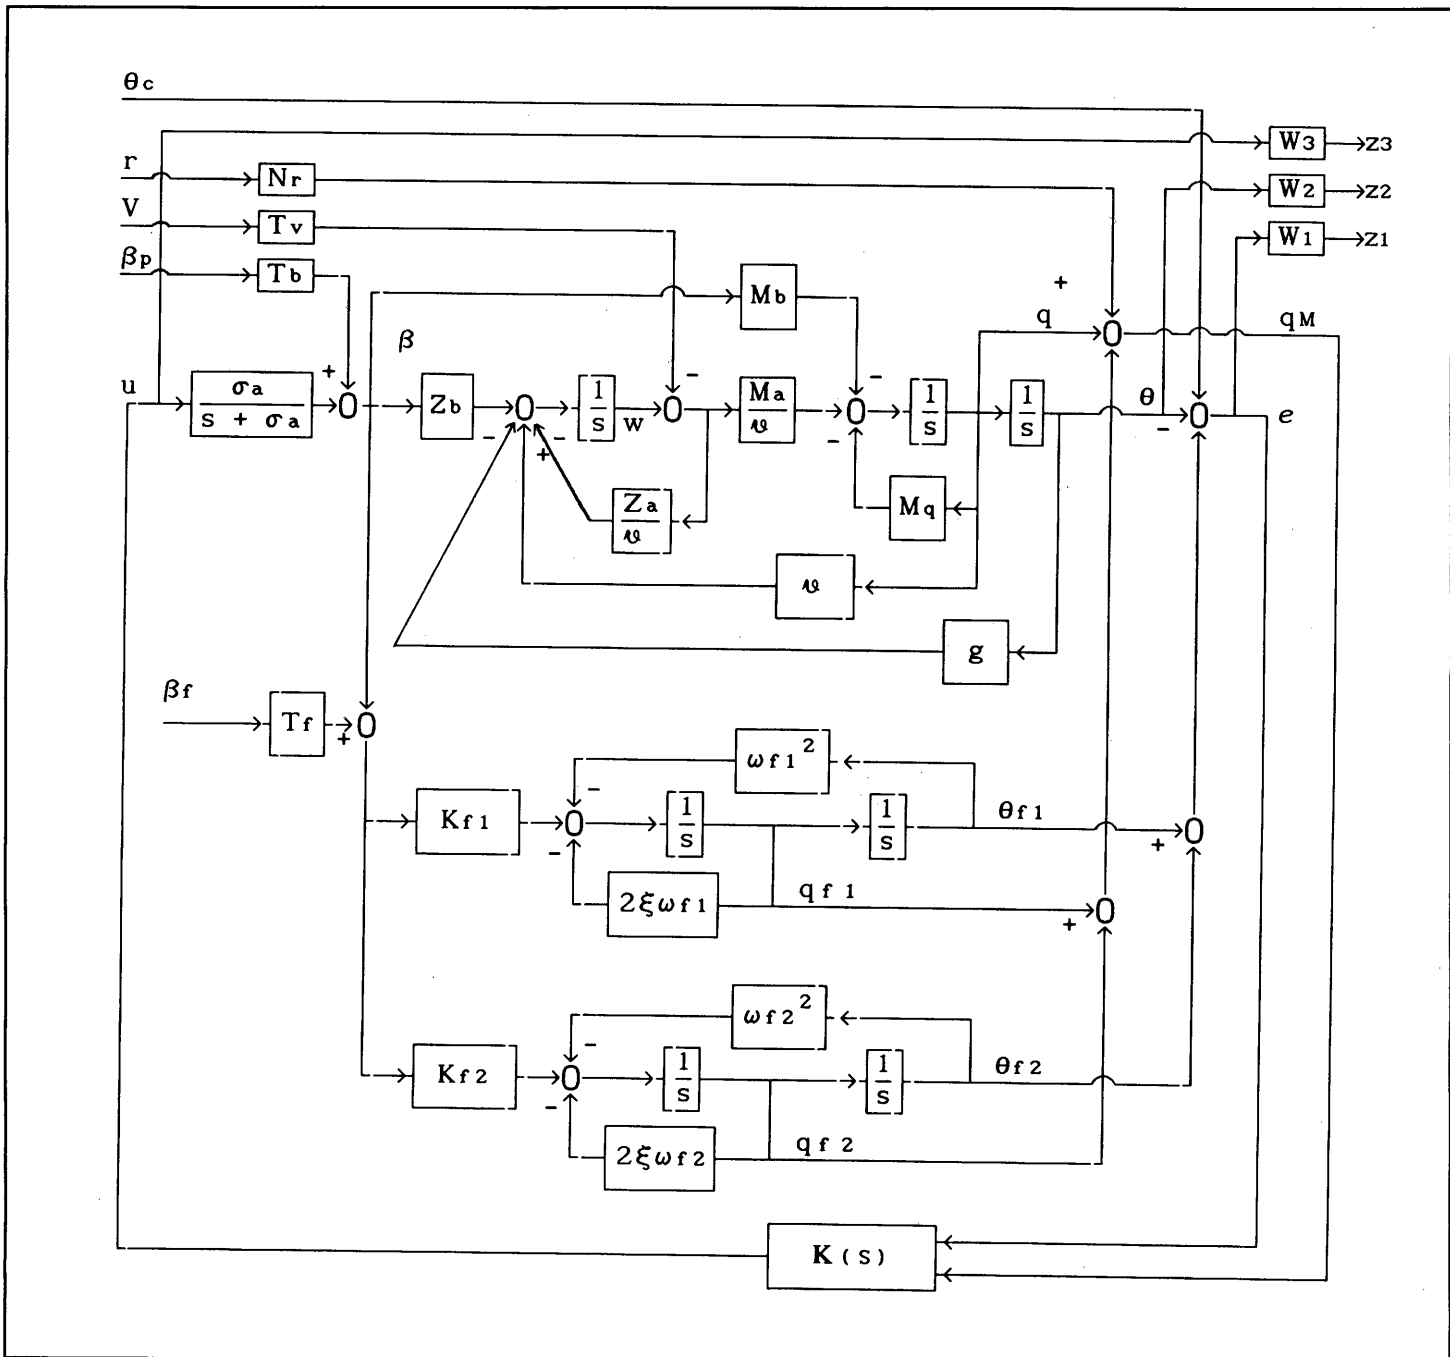 θc
W3 z3
r Nr
W2 z2
V Tv
W1 z1
βp Tb
Mb
+
q qM
β
u σa / s + σa + Zb - - + 1/s w - Ma/𝓋 - - 1/s 1/s θ - e
Za/𝓋
Mq
𝓋
g
βf Tf +
ωf1²
-
Kf1 - 1/s 1/s θf1 +
2ξωf1 qf1 +
ωf2²
-
Kf2 - 1/s 1/s θf2
2ξωf2 qf2
K(s)